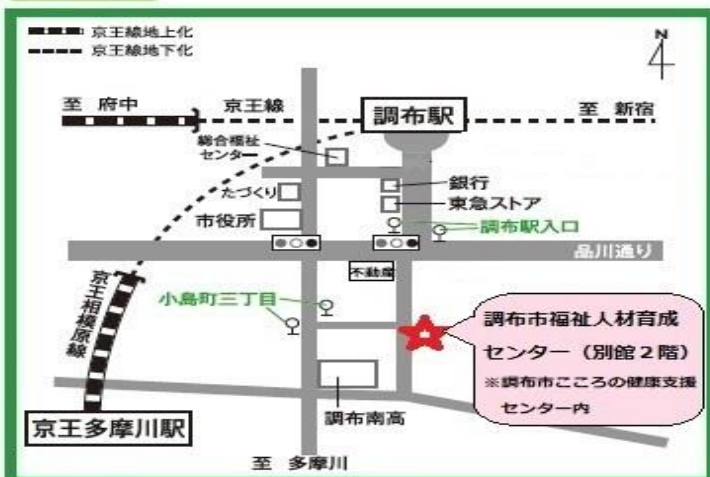 京王線地上化
京王線地下化
N
至 府中
京王線
調布駅
至 新宿
総合福祉
センター
たづくり
銀行
東急ストア
市役所
調布駅入口
品川通り
不動産
京王相模原線
小島町三丁目
調布市福祉人材育成
センター（別館２階）
※調布市こころの健康支援
センター内
京王多摩川駅
調布南高
至 多摩川